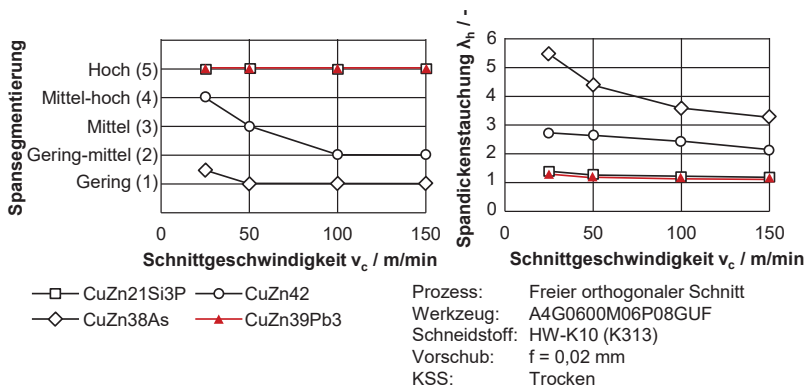 Spansegmentierung
Hoch (5)
Mittel-hoch (4)
Mittel (3)
Gering-mittel (2)
Gering (1)
0 50 100 150
Schnittgeschwindigkeit vc / m/min
Spandickenstauchung λh / -
6
5
4
3
2
1
0
0 50 100 150
Schnittgeschwindigkeit vc / m/min
CuZn21Si3P CuZn42
CuZn38As CuZn39Pb3
Prozess: Freier orthogonaler Schnitt
Werkzeug: A4G0600M06P08GUF
Schneidstoff: HW-K10 (K313)
Vorschub: f = 0,02 mm
KSS: Trocken